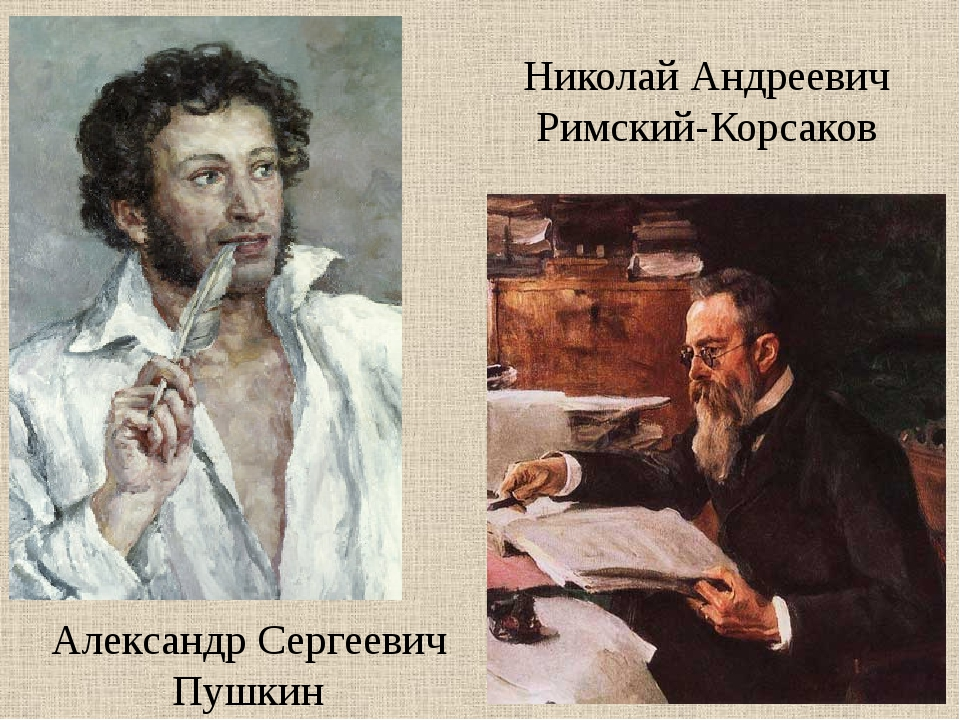 Николай Андреевич
Римский-Корсаков
Александр Сергеевич
Пушкин